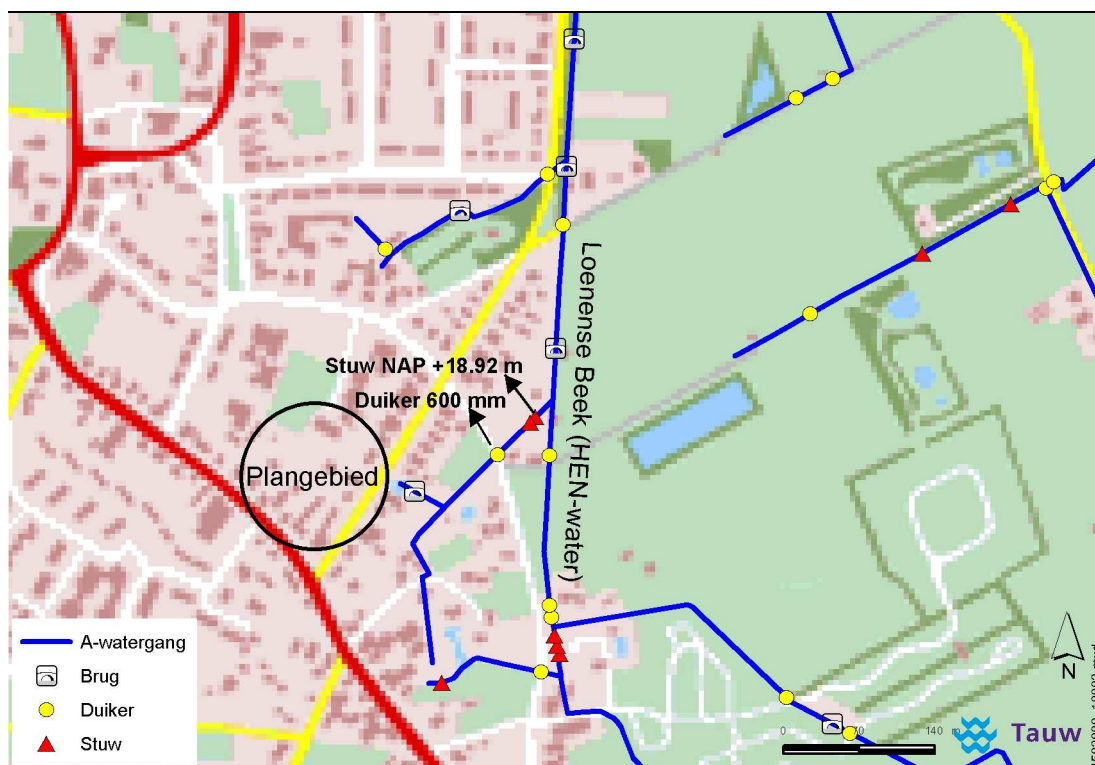 Loenense Beek (HEN-water)
Stuw NAP +18.92 m
Duiker 600 mm
Plangebied
A-watergang
Brug
Duiker
Stuw
N
0
70
140 m
Tauw